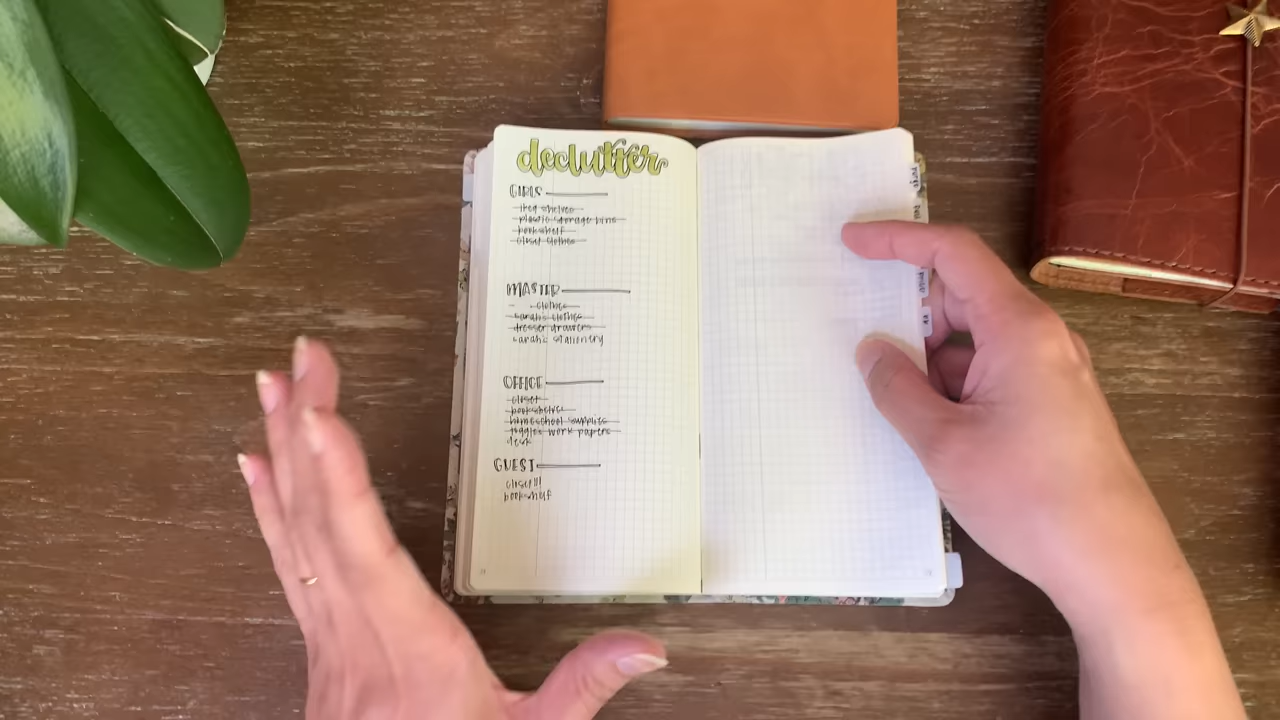 declutter
GIRLS
ikea shelves
plastic storage bins
bookshelf
closet clothes
MASTER
clothes
sarah's clothes
dresser drawers
sarah's stationery
OFFICE
closet
bookshelves
homeschool supplies
work papers
desk
GUEST
closet!!!
bookshelf